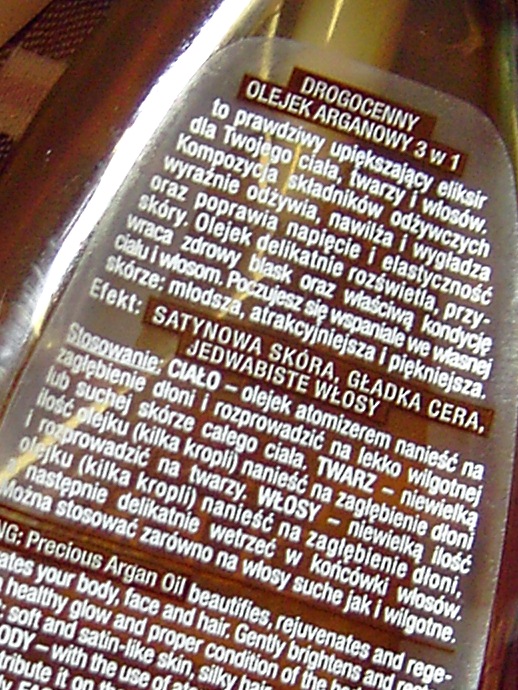 DROGOCENNY
OLEJEK ARGANOWY 3 w 1
to prawdziwy upiększający eliksir
dla Twojego ciała, twarzy i włosów.
Kompozycja składników odżywczych
wyraźnie odżywia, nawilża i wygładza
oraz poprawia napięcie i elastyczność
skóry. Olejek delikatnie rozświetla, przy-
wraca zdrowy blask oraz właściwą kondycję
ciału i włosom. Poczujesz się wspaniale we własnej
skórze: młodsza, atrakcyjniejsza i piękniejsza.
Efekt: SATYNOWA SKÓRA, GŁADKA CERA,
JEDWABISTE WŁOSY
Stosowanie: CIAŁO – olejek atomizerem nanieść na
zagłębienie dłoni i rozprowadzić na lekko wilgotnej
lub suchej skórze całego ciała. TWARZ – niewielką
ilość olejku (kilka kropli) nanieść na zagłębienie dłoni
i rozprowadzić na twarzy. WŁOSY – niewielką ilość
olejku (kilka kropli) nanieść na zagłębienie dłoni,
a następnie delikatnie wetrzeć w końcówki włosów.
Można stosować zarówno na włosy suche jak i wilgotne.
NG: Precious Argan Oil beautifies, rejuvenates and rege-
ates your body, face and hair. Gently brightens and
healthy glow and proper condition of the
soft and satin-like skin, silky
ODY – with the use of
tribute it on